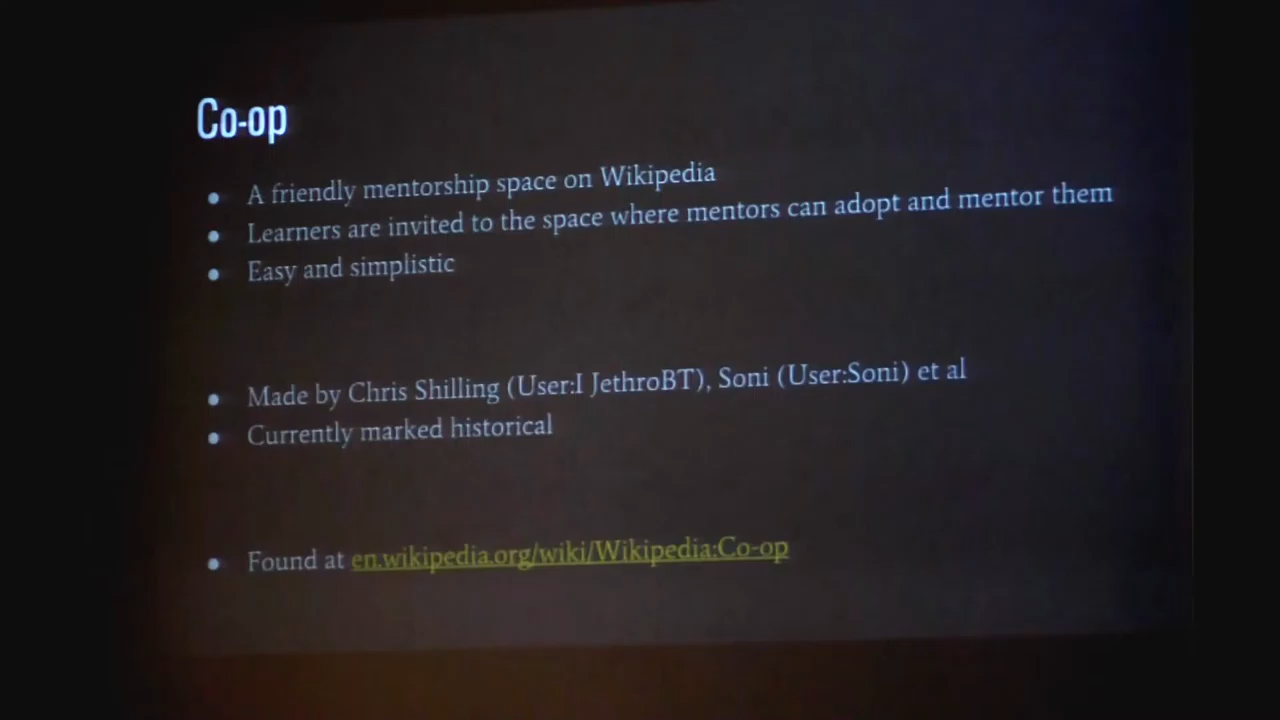 Co-op
● A friendly mentorship space on Wikipedia
● Learners are invited to the space where mentors can adopt and mentor them
● Easy and simplistic
● Made by Chris Shilling (User:I JethroBT), Soni (User:Soni) et al
● Currently marked historical
● Found at en.wikipedia.org/wiki/Wikipedia:Co-op